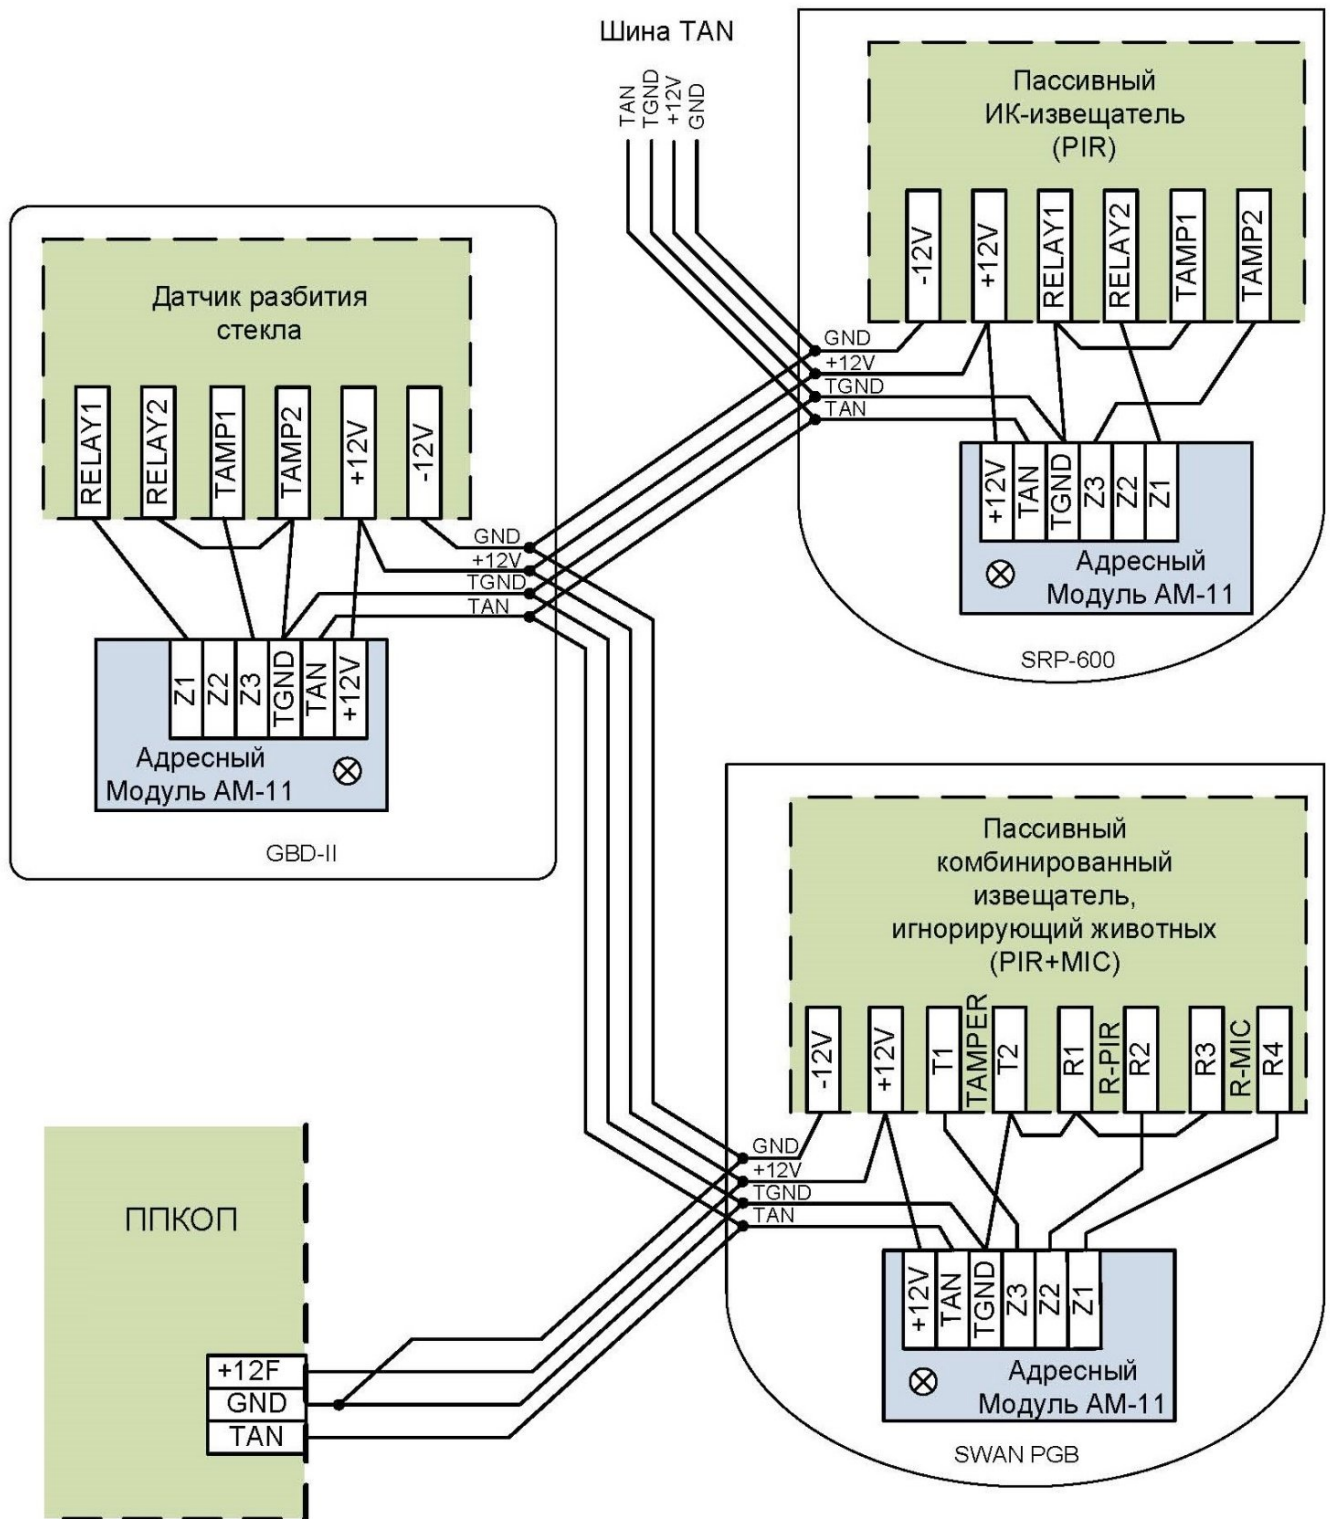 Шина TAN
TAN
TGND
+12V
GND
Пассивный
ИК-извещатель
(PIR)
-12V
+12V
RELAY1
RELAY2
TAMP1
TAMP2
GND
+12V
TGND
TAN
+12V
TAN
TGND
Z3
Z2
Z1
Адресный
Модуль АМ-11
SRP-600
Датчик разбития
стекла
RELAY1
RELAY2
TAMP1
TAMP2
+12V
-12V
GND
+12V
TGND
TAN
Z1
Z2
Z3
TGND
TAN
+12V
Адресный
Модуль АМ-11
GBD-II
Пассивный
комбинированный
извещатель,
игнорирующий животных
(PIR+MIC)
-12V
+12V
T1
TAMPER
T2
R1
R-PIR
R2
R3
R-MIC
R4
GND
+12V
TGND
TAN
+12V
TAN
TGND
Z3
Z2
Z1
Адресный
Модуль АМ-11
SWAN PGB
ППКОП
+12F
GND
TAN